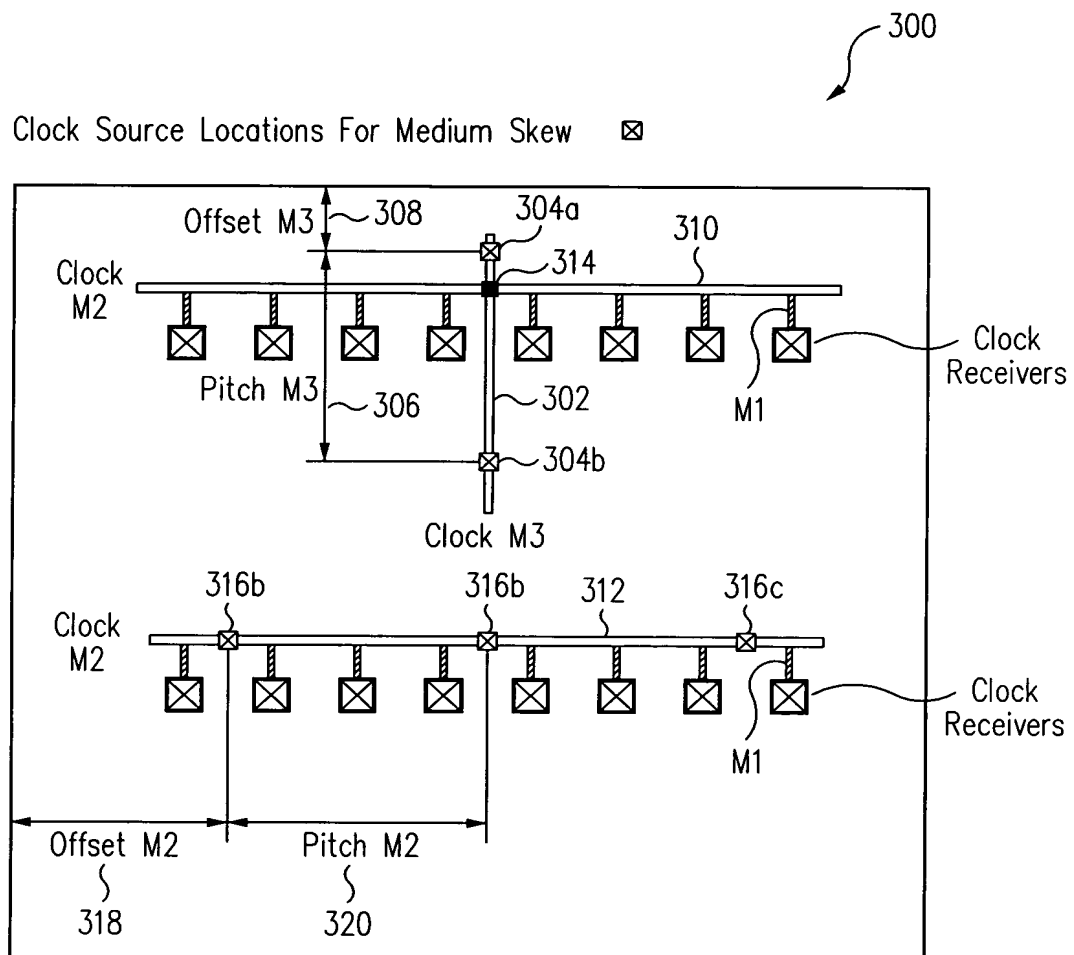 300
Clock Source Locations For Medium Skew
Offset M3
308
304a
310
Clock
M2
314
Pitch M3
306
302
M1
Clock
Receivers
304b
Clock M3
316b
316b
312
316c
Clock
M2
M1
Clock
Receivers
Offset M2
Pitch M2
318
320